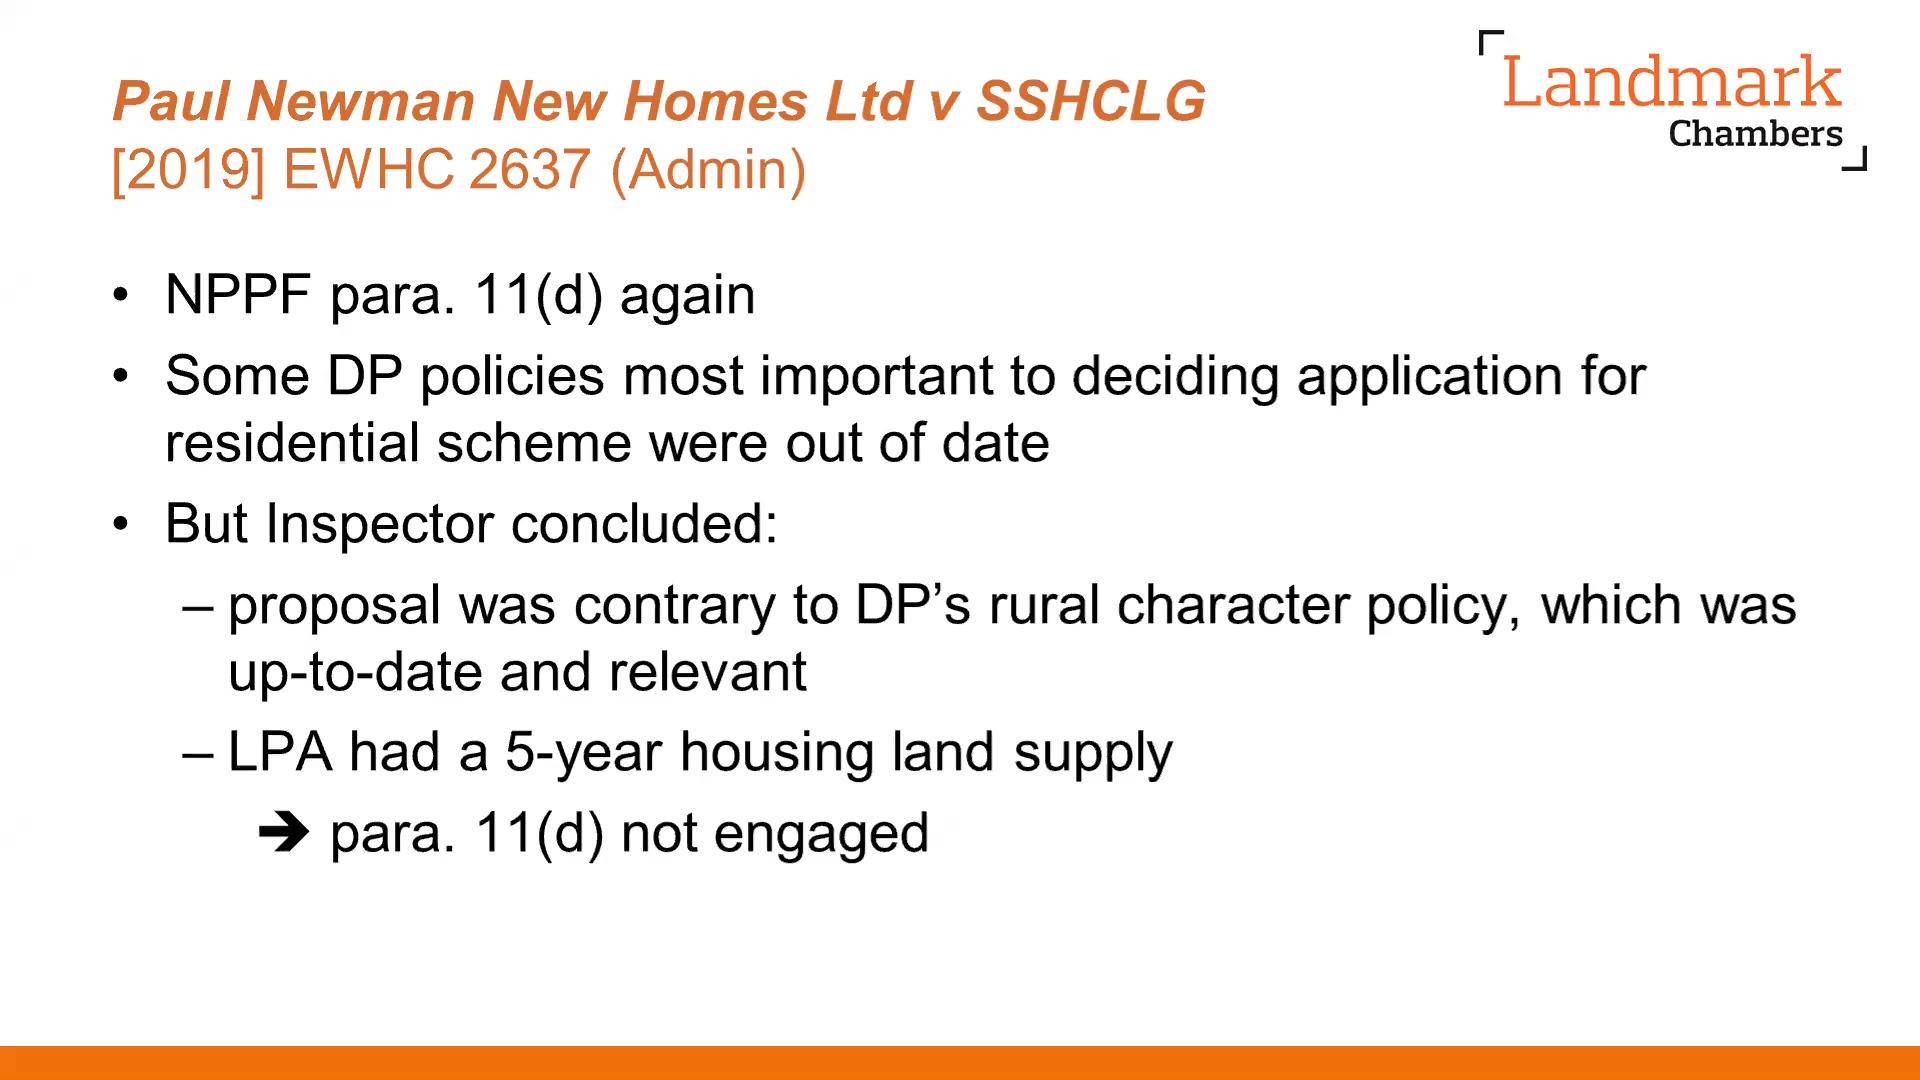 Paul Newman New Homes Ltd v SSHCLG
[2019] EWHC 2637 (Admin)
Landmark
Chambers
• NPPF para. 11(d) again
• Some DP policies most important to deciding application for
residential scheme were out of date
• But Inspector concluded:
– proposal was contrary to DP’s rural character policy, which was
up-to-date and relevant
– LPA had a 5-year housing land supply
➔ para. 11(d) not engaged